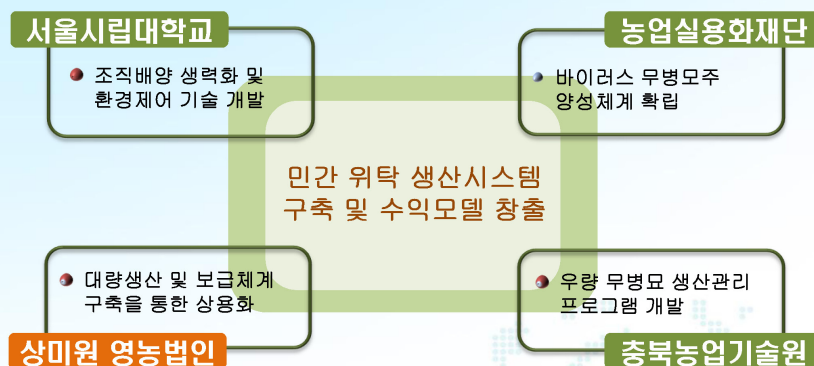 서울시립대학교
조직배양 생력화 및
환경제어 기술 개발
농업실용화재단
바이러스 무병모주
양성체계 확립
민간 위탁 생산시스템
구축 및 수익모델 창출
대량생산 및 보급체계
구축을 통한 상용화
상미원 영농법인
우량 무병묘 생산관리
프로그램 개발
충북농업기술원